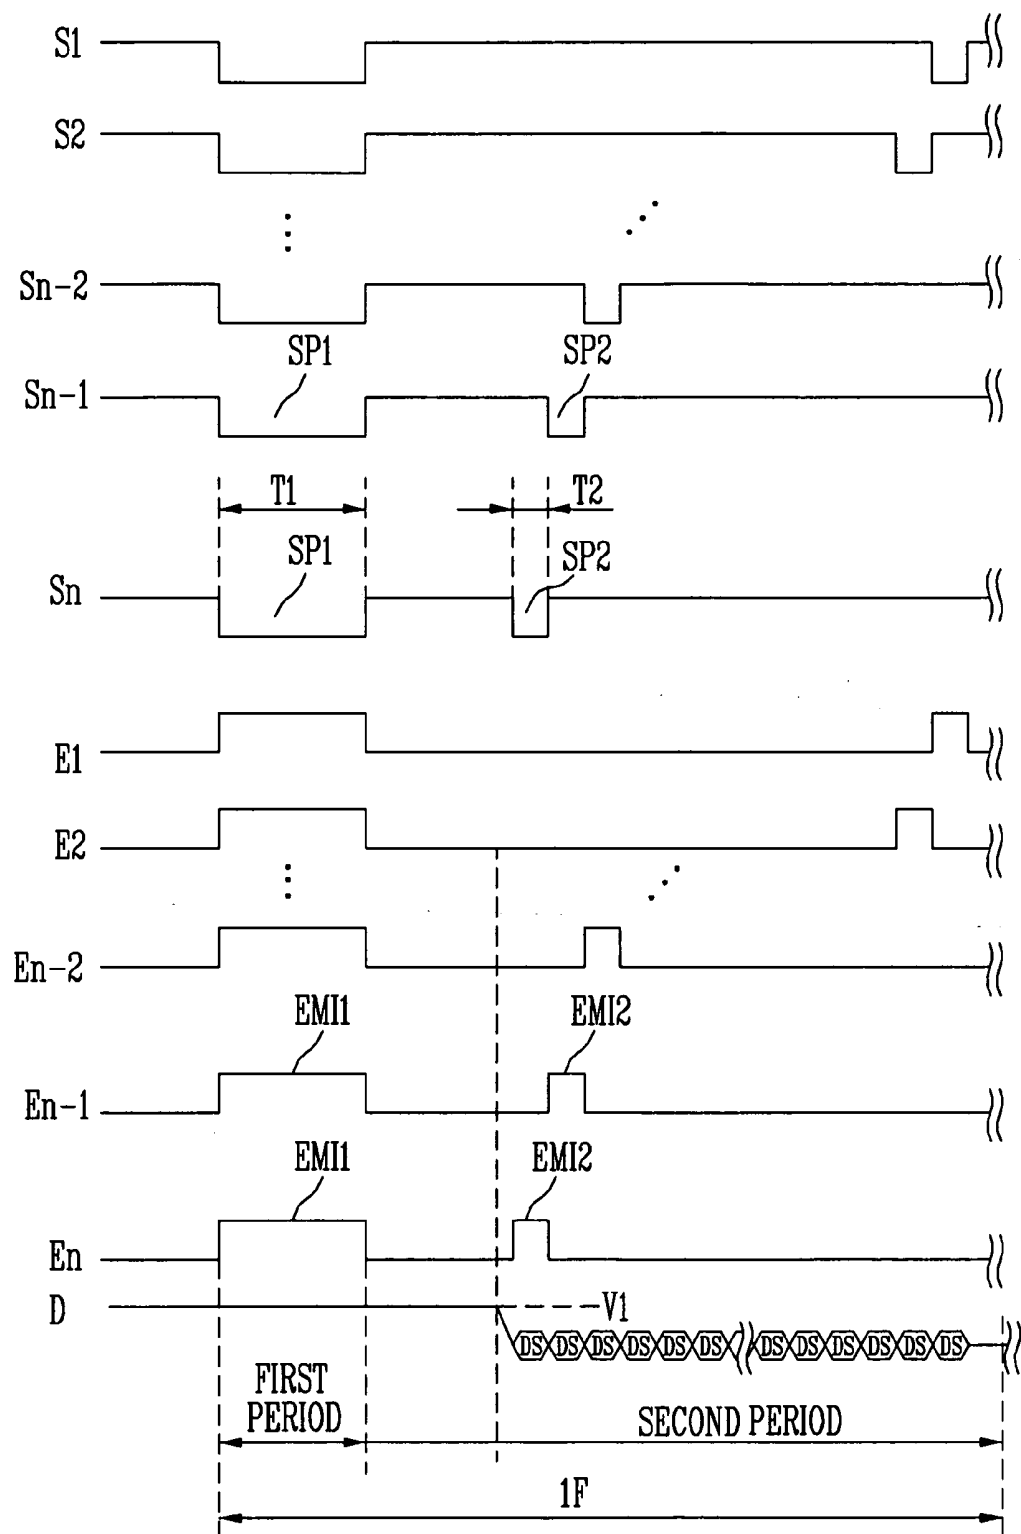 S1
S2
Sn-2
SP1 SP2
Sn-1
T1 T2
SP1 SP2
Sn
E1
E2
En-2
EMI1 EMI2
En-1
EMI1 EMI2
En
D V1
DS DS DS DS DS DS DS DS DS DS DS DS
FIRST
PERIOD SECOND PERIOD
1F